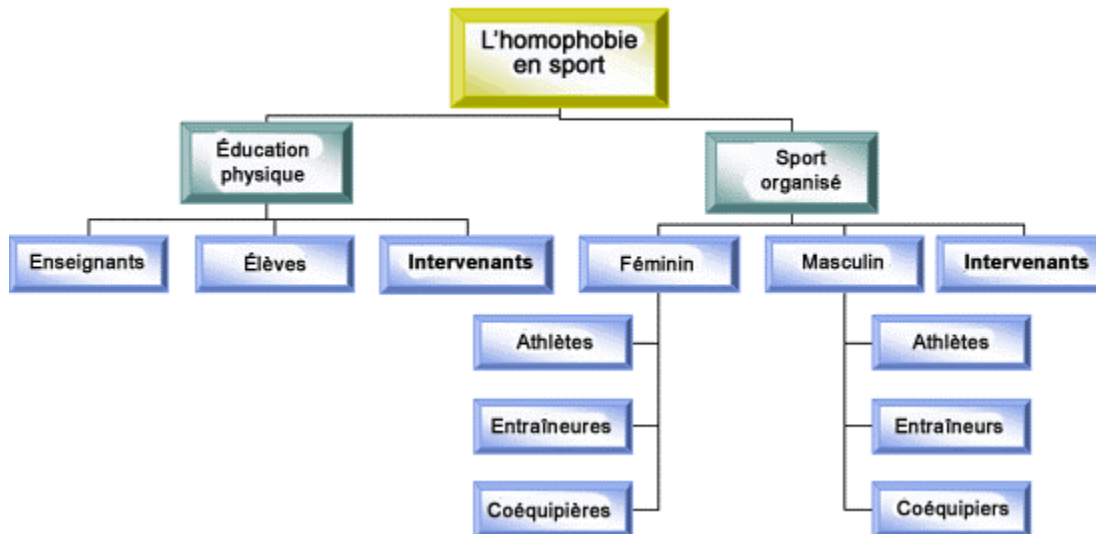 L'homophobie
en sport
Éducation
physique
Sport
organisé
Enseignants
Élèves
Intervenants
Féminin
Masculin
Intervenants
Athlètes
Athlètes
Entraîneures
Entraîneurs
Coéquipières
Coéquipiers